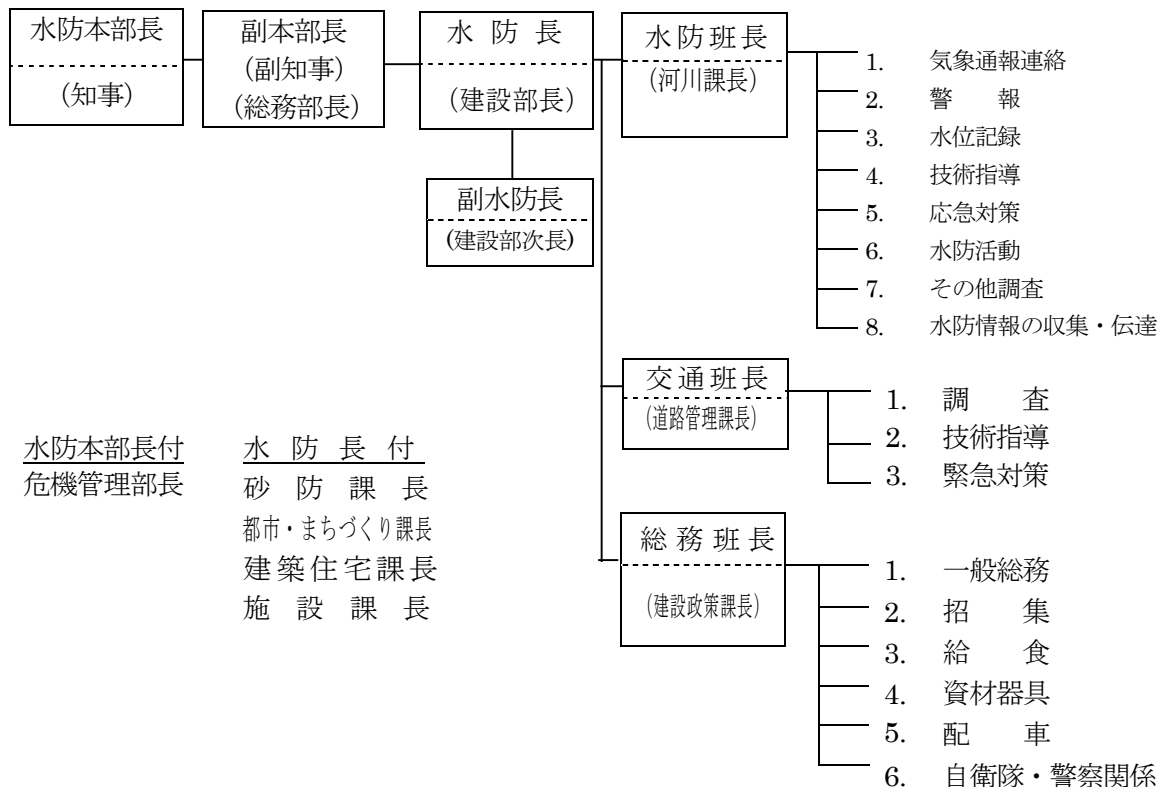 水防本部長
(知事)
副本部長
(副知事)
(総務部長)
水 防 長
(建設部長)
副水防長
(建設部次長)
水防班長
(河川課長)
1. 気象通報連絡
2. 警 報
3. 水位記録
4. 技術指導
5. 応急対策
6. 水防活動
7. その他調査
8. 水防情報の収集・伝達
交通班長
(道路管理課長)
1. 調 査
2. 技術指導
3. 緊急対策
水防本部長付
危機管理部長
水 防 長 付
砂 防 課 長
都市・まちづくり課長
建築住宅課長
施 設 課 長
総務班長
(建設政策課長)
1. 一般総務
2. 招 集
3. 給 食
4. 資材器具
5. 配 車
6. 自衛隊・警察関係